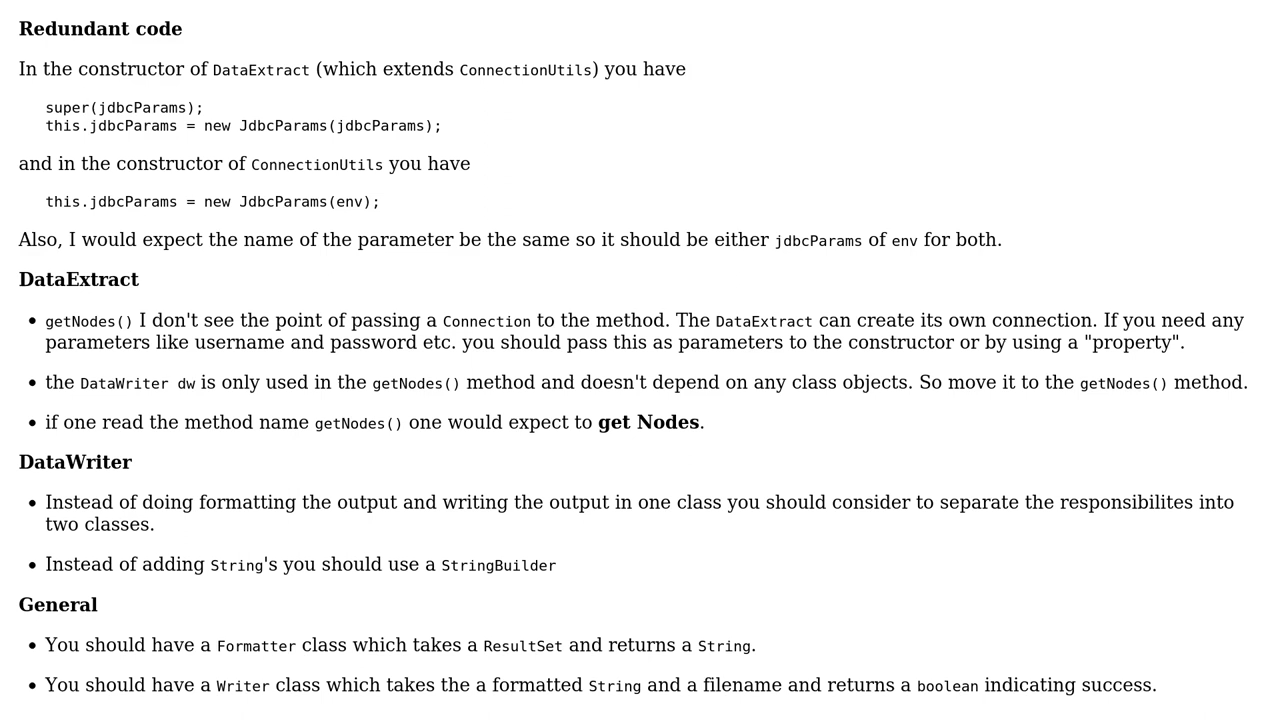 Redundant code
In the constructor of DataExtract (which extends ConnectionUtils) you have
super(jdbcParams);
this.jdbcParams = new JdbcParams(jdbcParams);
and in the constructor of ConnectionUtils you have
this.jdbcParams = new JdbcParams(env);
Also, I would expect the name of the parameter be the same so it should be either jdbcParams of env for both.
DataExtract
• getNodes() I don't see the point of passing a Connection to the method. The DataExtract can create its own connection. If you need any
parameters like username and password etc. you should pass this as parameters to the constructor or by using a "property".
• the DataWriter dw is only used in the getNodes() method and doesn't depend on any class objects. So move it to the getNodes() method.
• if one read the method name getNodes() one would expect to get Nodes.
DataWriter
• Instead of doing formatting the output and writing the output in one class you should consider to separate the responsibilites into
two classes.
• Instead of adding String's you should use a StringBuilder
General
• You should have a Formatter class which takes a ResultSet and returns a String.
• You should have a Writer class which takes the a formatted String and a filename and returns a boolean indicating success.